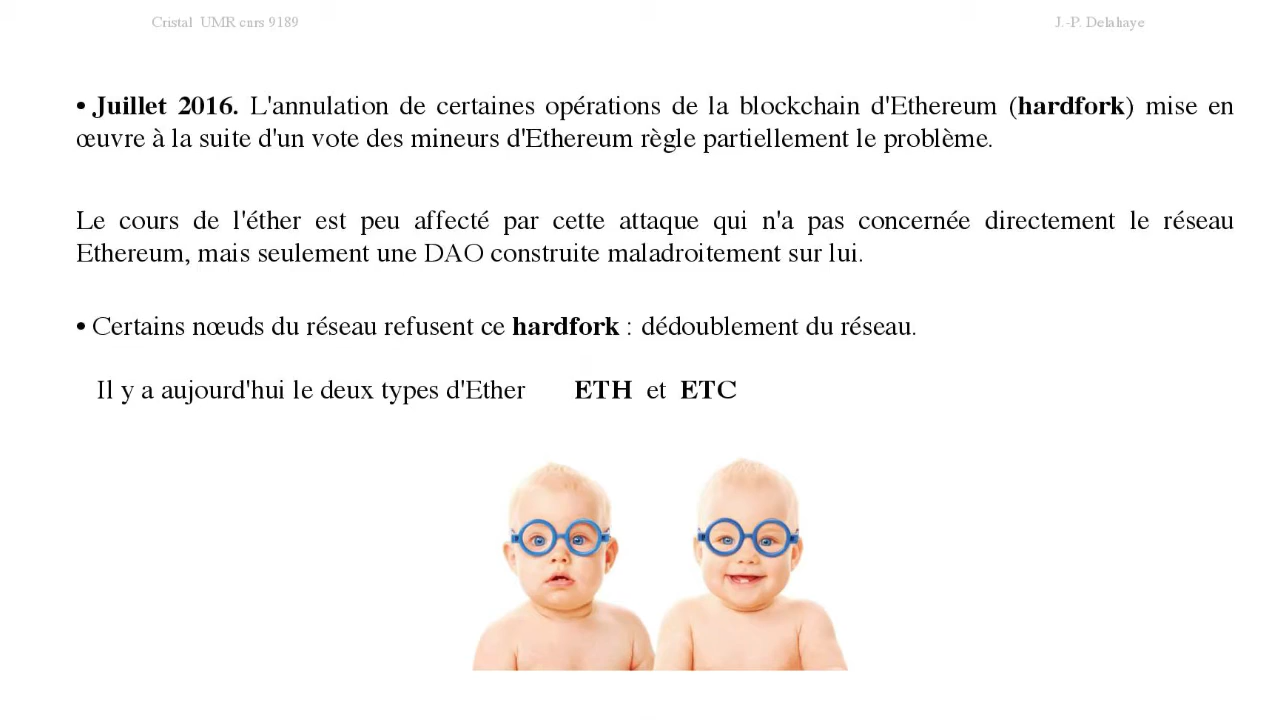 Cristal UMR cnrs 9189
J.-P. Delahaye
• Juillet 2016. L'annulation de certaines opérations de la blockchain d'Ethereum (hardfork) mise en
œuvre à la suite d'un vote des mineurs d'Ethereum règle partiellement le problème.
Le cours de l'éther est peu affecté par cette attaque qui n'a pas concernée directement le réseau
Ethereum, mais seulement une DAO construite maladroitement sur lui.
• Certains nœuds du réseau refusent ce hardfork : dédoublement du réseau.
Il y a aujourd'hui le deux types d'Ether ETH et ETC